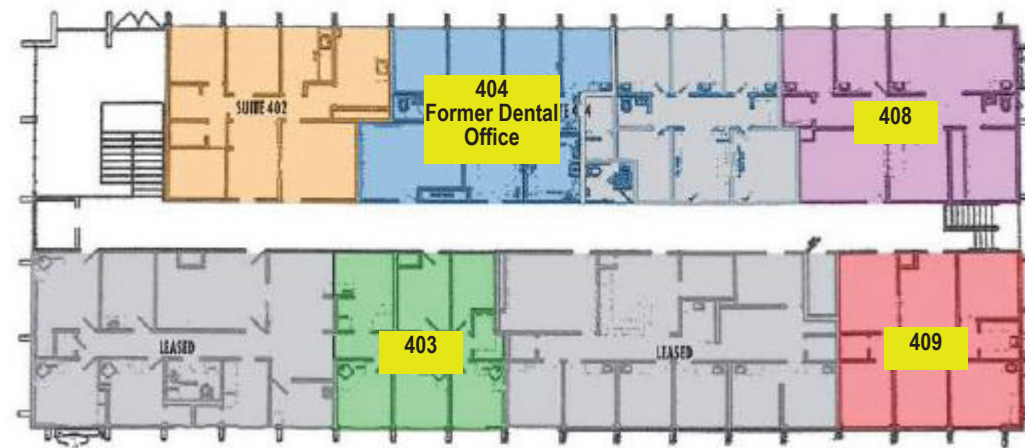 404
Former Dental
Office
SUITE 402
408
403
LEASED
LEASED
409